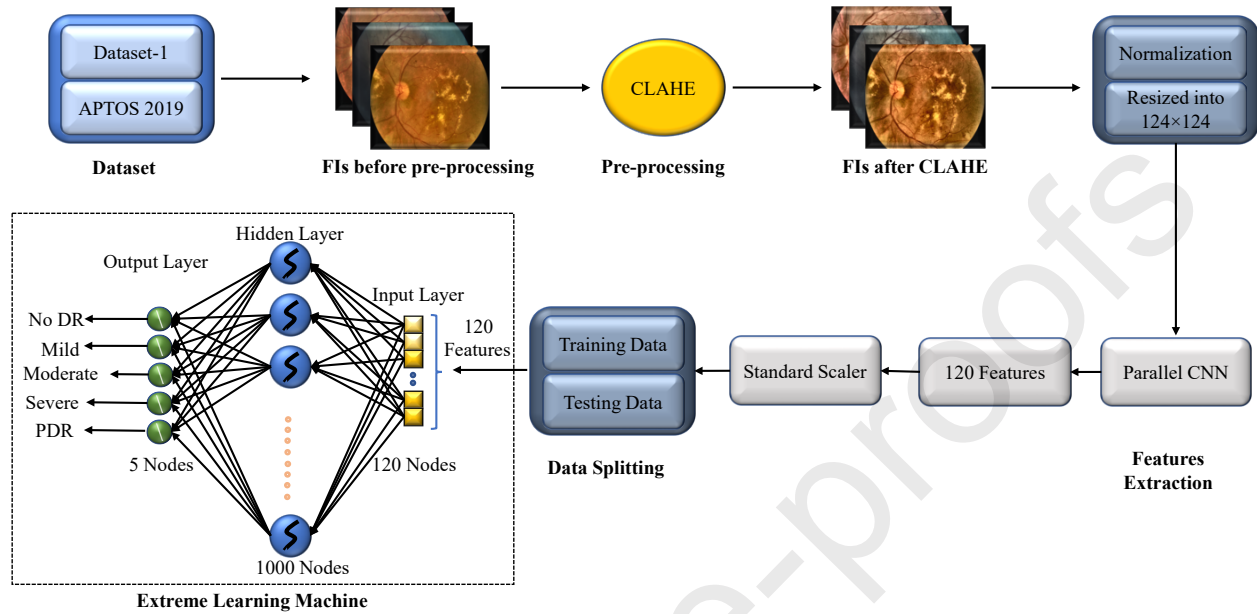 Dataset-1
APTOS 2019
Dataset
FIs before pre-processing
CLAHE
Pre-processing
FIs after CLAHE
Normalization
Resized into
124×124
Hidden Layer
Output Layer
Input Layer
120
Features
No DR
Mild
Moderate
Severe
PDR
5 Nodes
120 Nodes
1000 Nodes
Extreme Learning Machine
Training Data
Testing Data
Data Splitting
Standard Scaler
120 Features
Parallel CNN
Features
Extraction
e-proofs